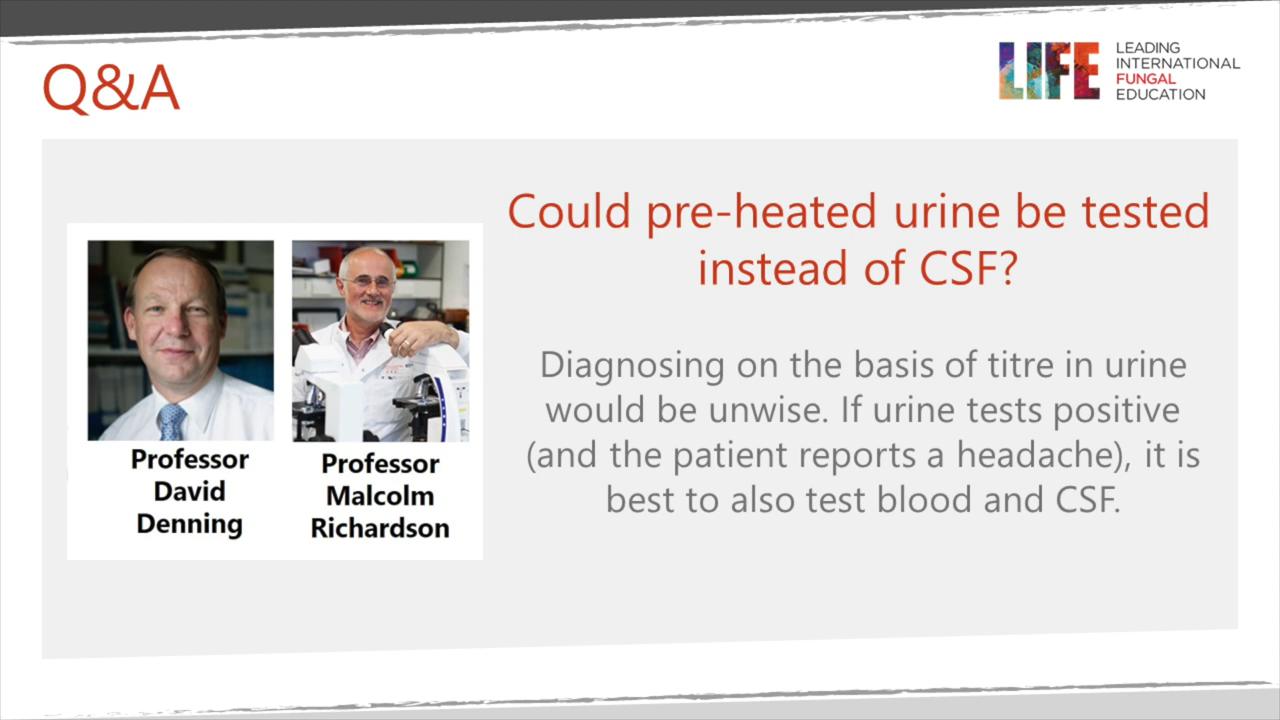 Q&A
LIFE
LEADING
INTERNATIONAL
FUNGAL
EDUCATION
Could pre-heated urine be tested
instead of CSF?
Diagnosing on the basis of titre in urine
would be unwise. If urine tests positive
(and the patient reports a headache), it is
best to also test blood and CSF.
Professor
David
Denning
Professor
Malcolm
Richardson